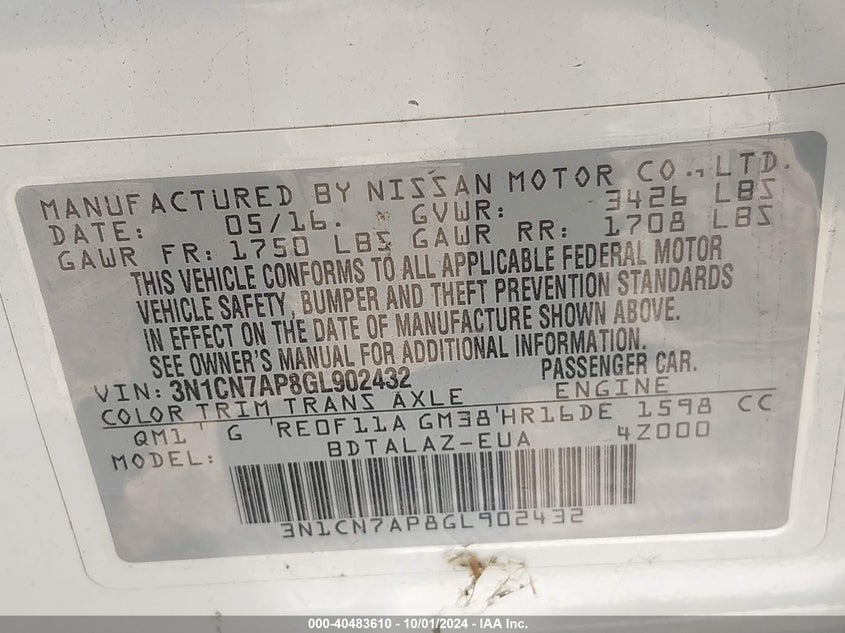 MANUFACTURED BY NISSAN MOTOR CO., LTD.
DATE: 05/16. GVWR: 3426 LBS
GAWR FR: 1750 LBS GAWR RR: 1708 LBS
THIS VEHICLE CONFORMS TO ALL APPLICABLE FEDERAL MOTOR
VEHICLE SAFETY, BUMPER AND THEFT PREVENTION STANDARDS
IN EFFECT ON THE DATE OF MANUFACTURE SHOWN ABOVE.
SEE OWNER'S MANUAL FOR ADDITIONAL INFORMATION.
VIN: 3N1CN7AP8GL902432 PASSENGER CAR.
COLOR TRIM TRANS AXLE ENGINE
QM1 G RE0F11A GM38 HR16DE 1598 CC
MODEL: BDTALAZ-EUA 4Z000
3N1CN7AP8GL902432
000-40483610 - 10/01/2024 - IAA Inc.